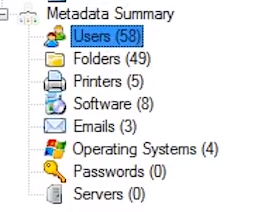 Metadata Summary
Users (58)
Folders (49)
Printers (5)
Software (8)
Emails (3)
Operating Systems (4)
Passwords (0)
Servers (0)